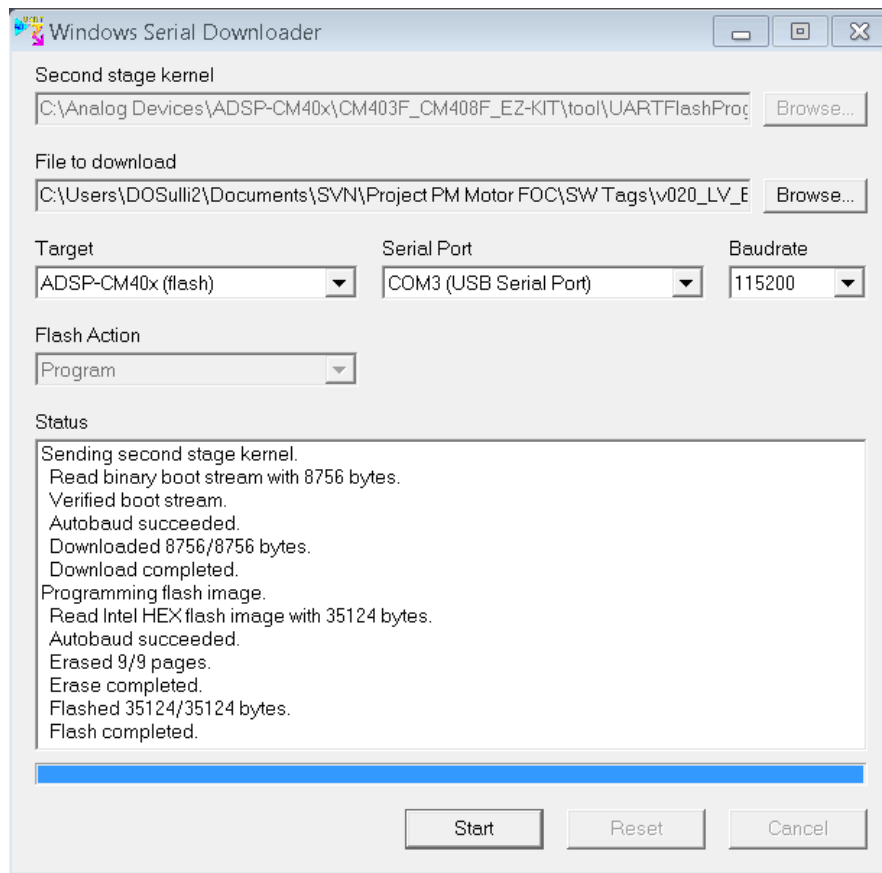 Windows Serial Downloader
Second stage kernel
C:\Analog Devices\ADSP-CM40x\CM403F_CM408F_EZ-KIT\tool\UARTFlashProg
Browse...
File to download
C:\Users\DOSulli2\Documents\SVN\Project PM Motor FOC\SW Tags\v020_LV_E
Browse...
Target Serial Port Baudrate
ADSP-CM40x (flash) COM3 (USB Serial Port) 115200
Flash Action
Program
Status
Sending second stage kernel.
Read binary boot stream with 8756 bytes.
Verified boot stream.
Autobaud succeeded.
Downloaded 8756/8756 bytes.
Download completed.
Programming flash image.
Read Intel HEX flash image with 35124 bytes.
Autobaud succeeded.
Erased 9/9 pages.
Erase completed.
Flashed 35124/35124 bytes.
Flash completed.
Start Reset Cancel